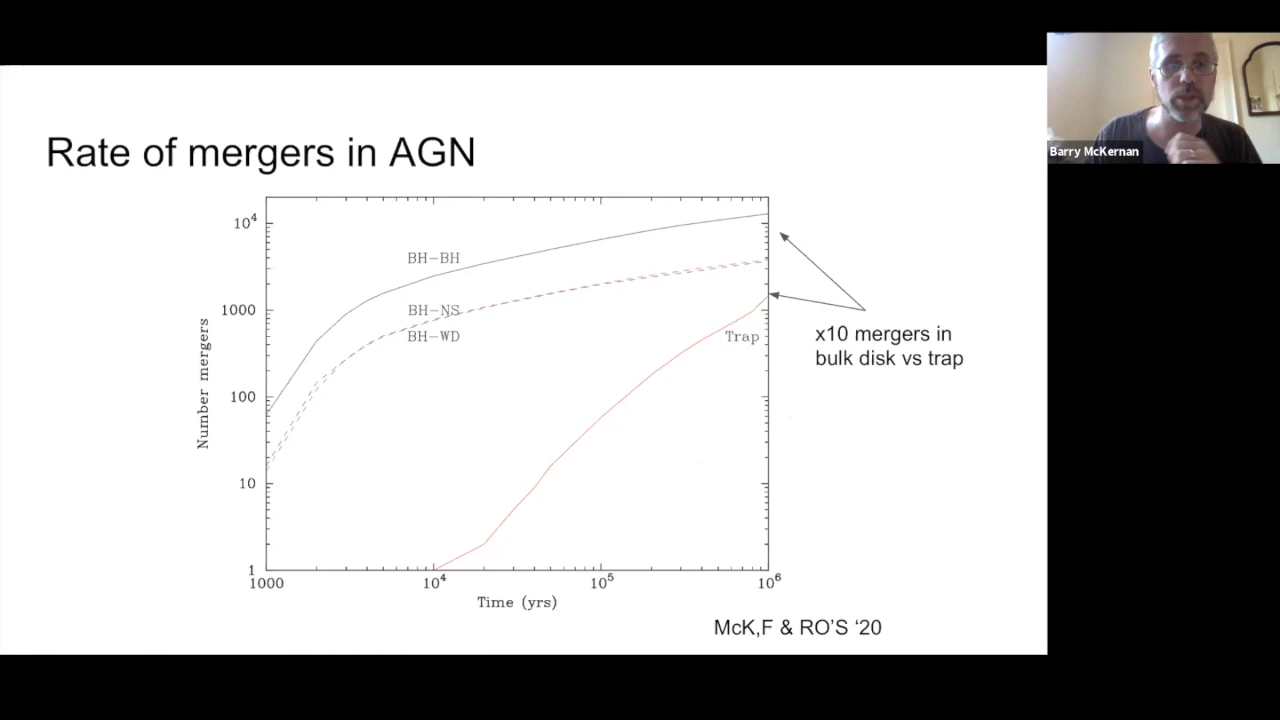 Barry McKernan
Rate of mergers in AGN
10^4
1000
100
10
1
Number mergers
BH-BH
BH-NS
BH-WD
Trap
1000
10^4
10^5
10^6
Time (yrs)
x10 mergers in
bulk disk vs trap
McK,F & RO'S ‘20